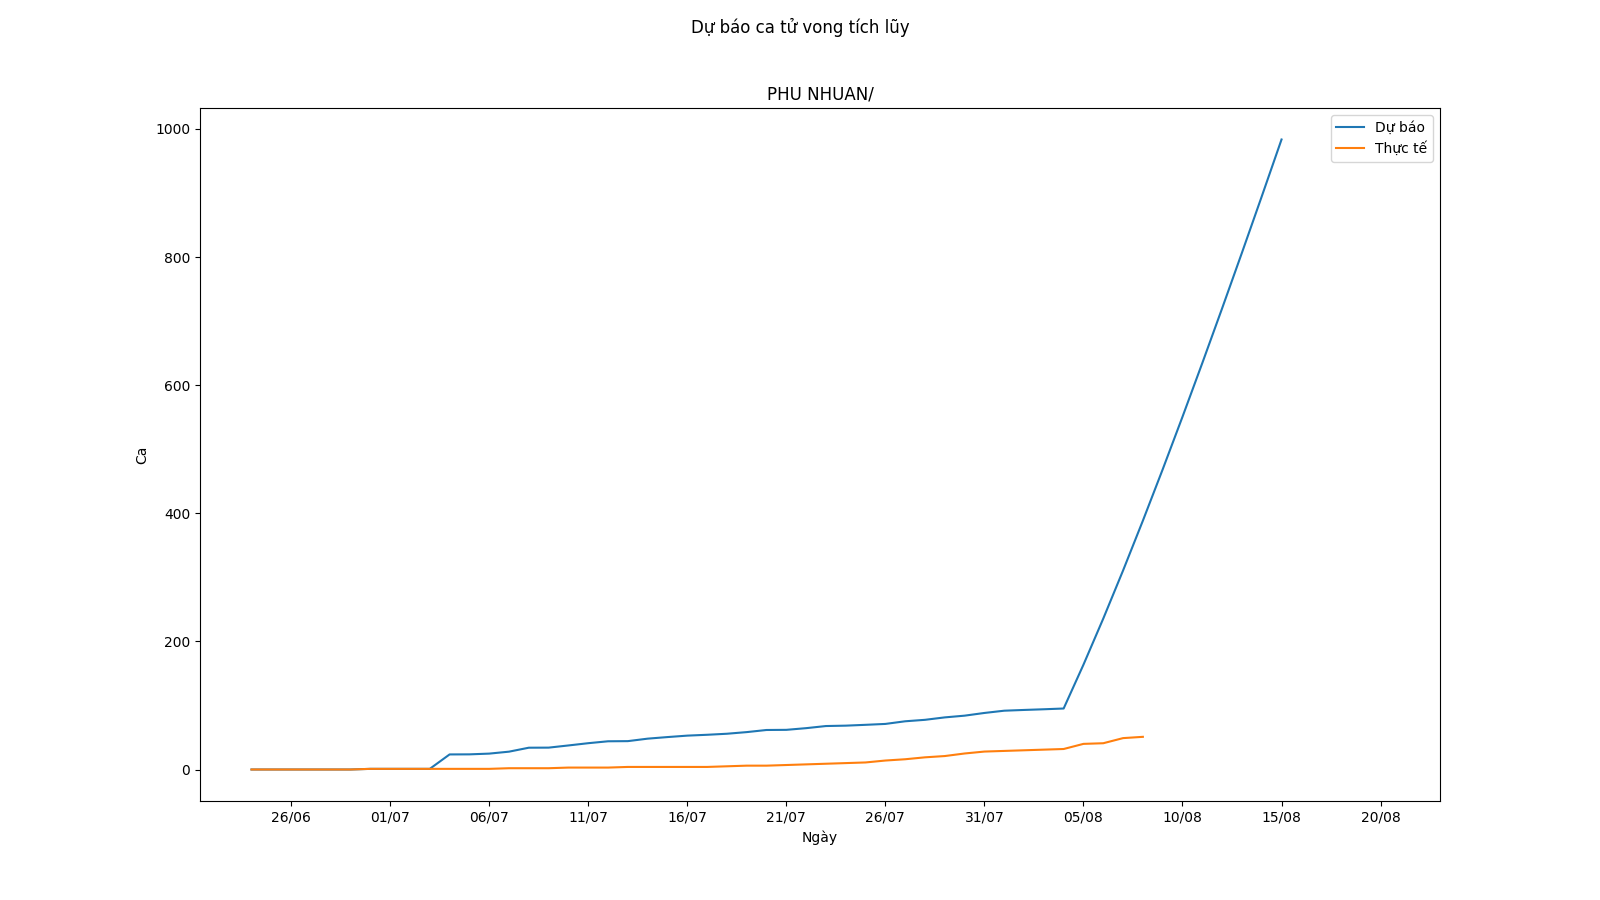 Dự báo ca tử vong tích lũy
PHU NHUAN/
Dự báo
Thực tế
1000
800
600
400
200
0
Ca
26/06 01/07 06/07 11/07 16/07 21/07 26/07 31/07 05/08 10/08 15/08 20/08
Ngày